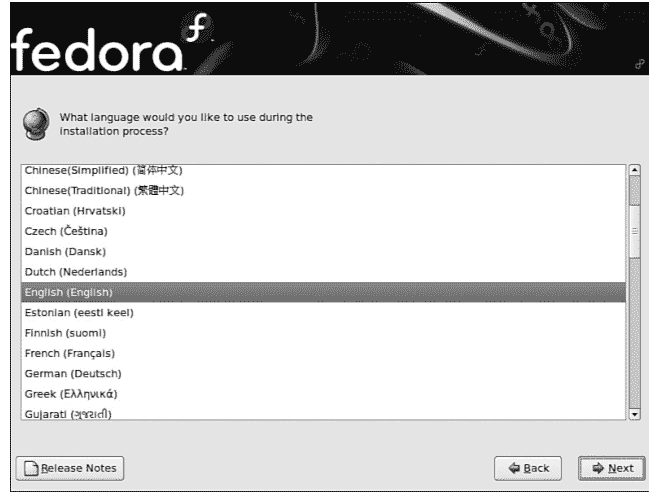 fedora
What language would you like to use during the
installation process?
Chinese(Simplified) (简体中文)
Chinese(Traditional) (繁體中文)
Croatian (Hrvatski)
Czech (Čeština)
Danish (Dansk)
Dutch (Nederlands)
English (English)
Estonian (eesti keel)
Finnish (suomi)
French (Français)
German (Deutsch)
Greek (Ελληνικά)
Gujarati (ગુજરાતી)
Release Notes
Back
Next